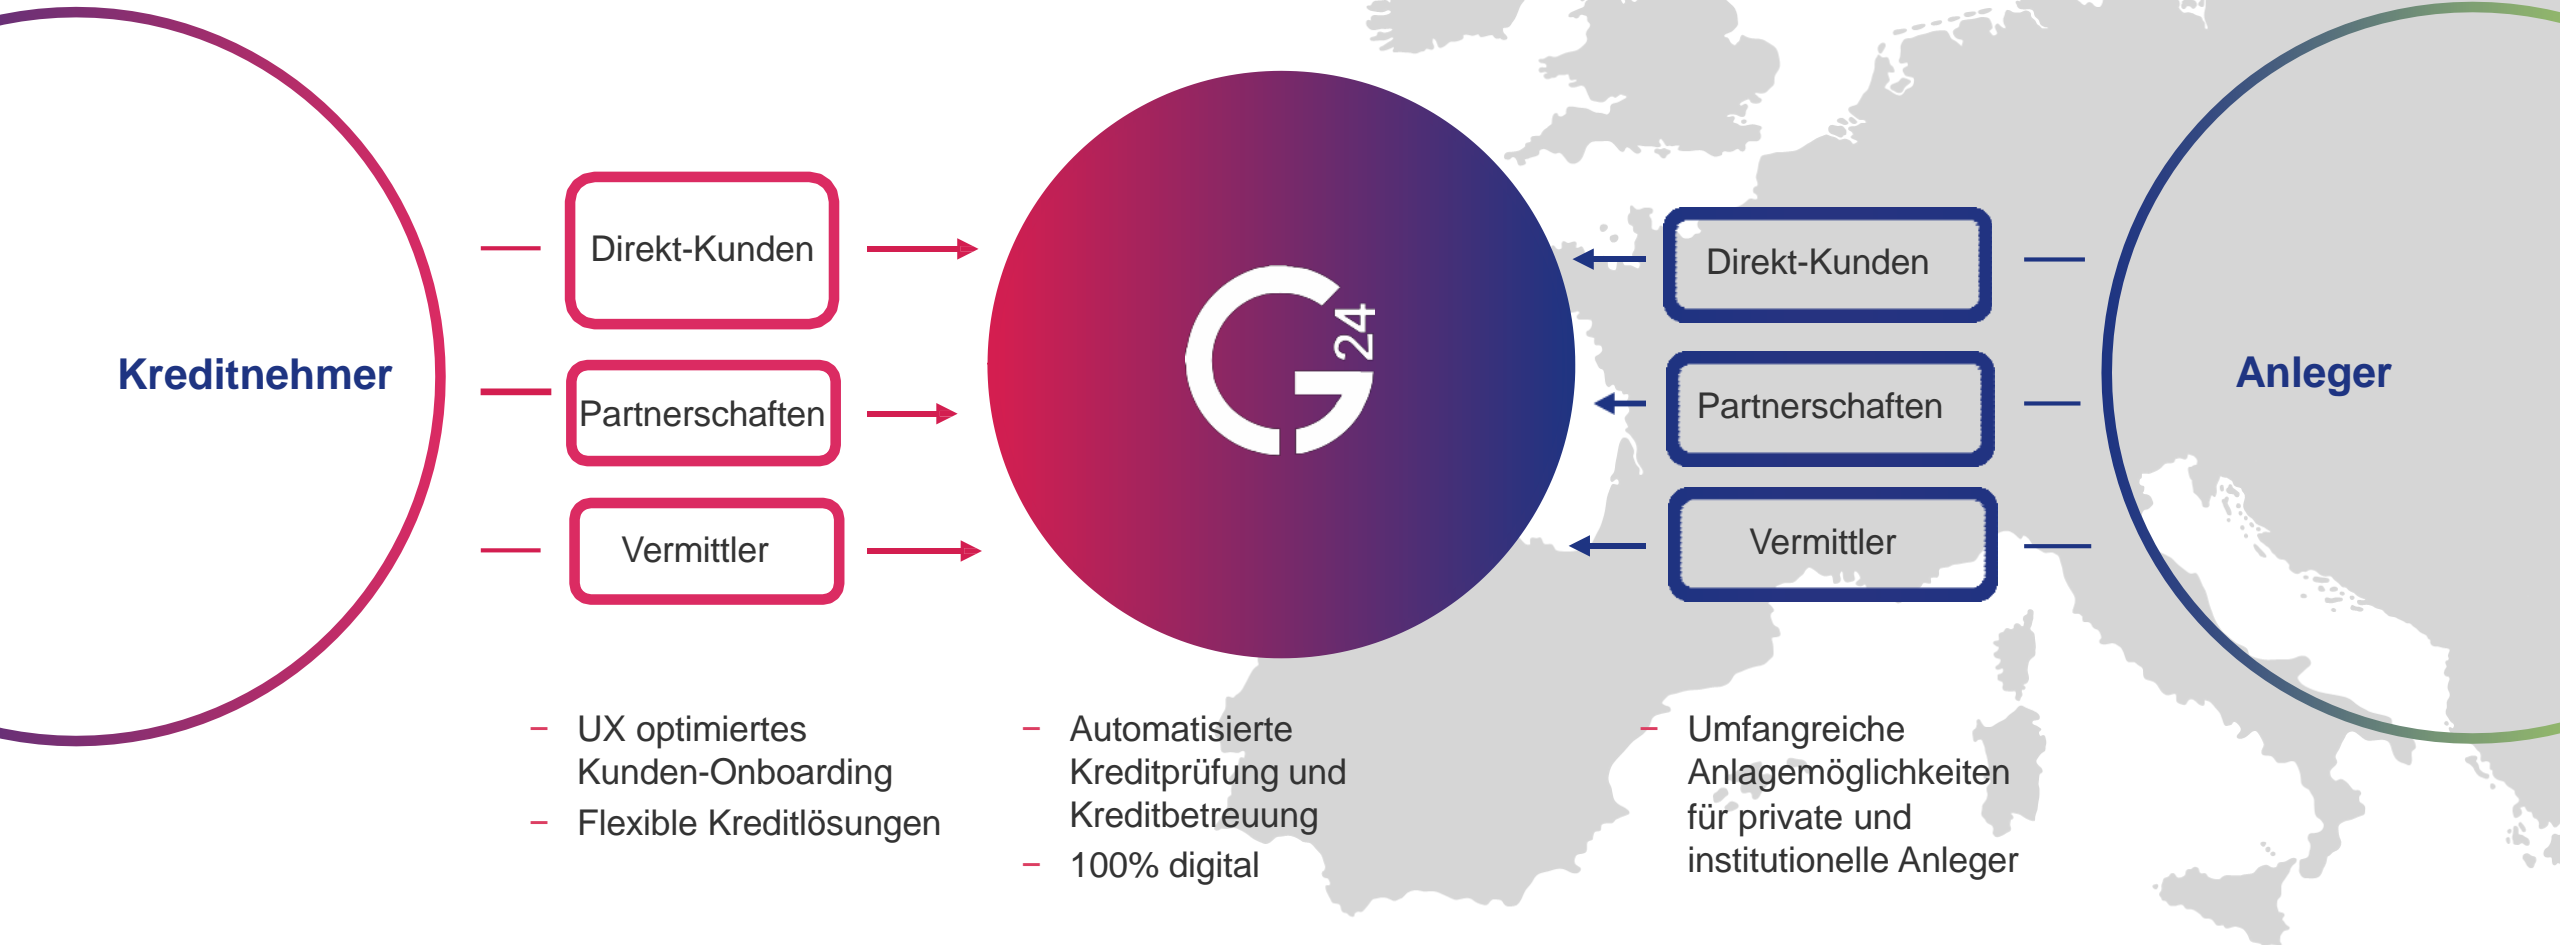 Kreditnehmer
Direkt-Kunden
Partnerschaften
Vermittler
G24
Direkt-Kunden
Partnerschaften
Vermittler
Anleger
– UX optimiertes
Kunden-Onboarding
– Flexible Kreditlösungen
– Automatisierte
Kreditprüfung und
Kreditbetreuung
– 100% digital
– Umfangreiche
Anlagemöglichkeiten
für private und
institutionelle Anleger